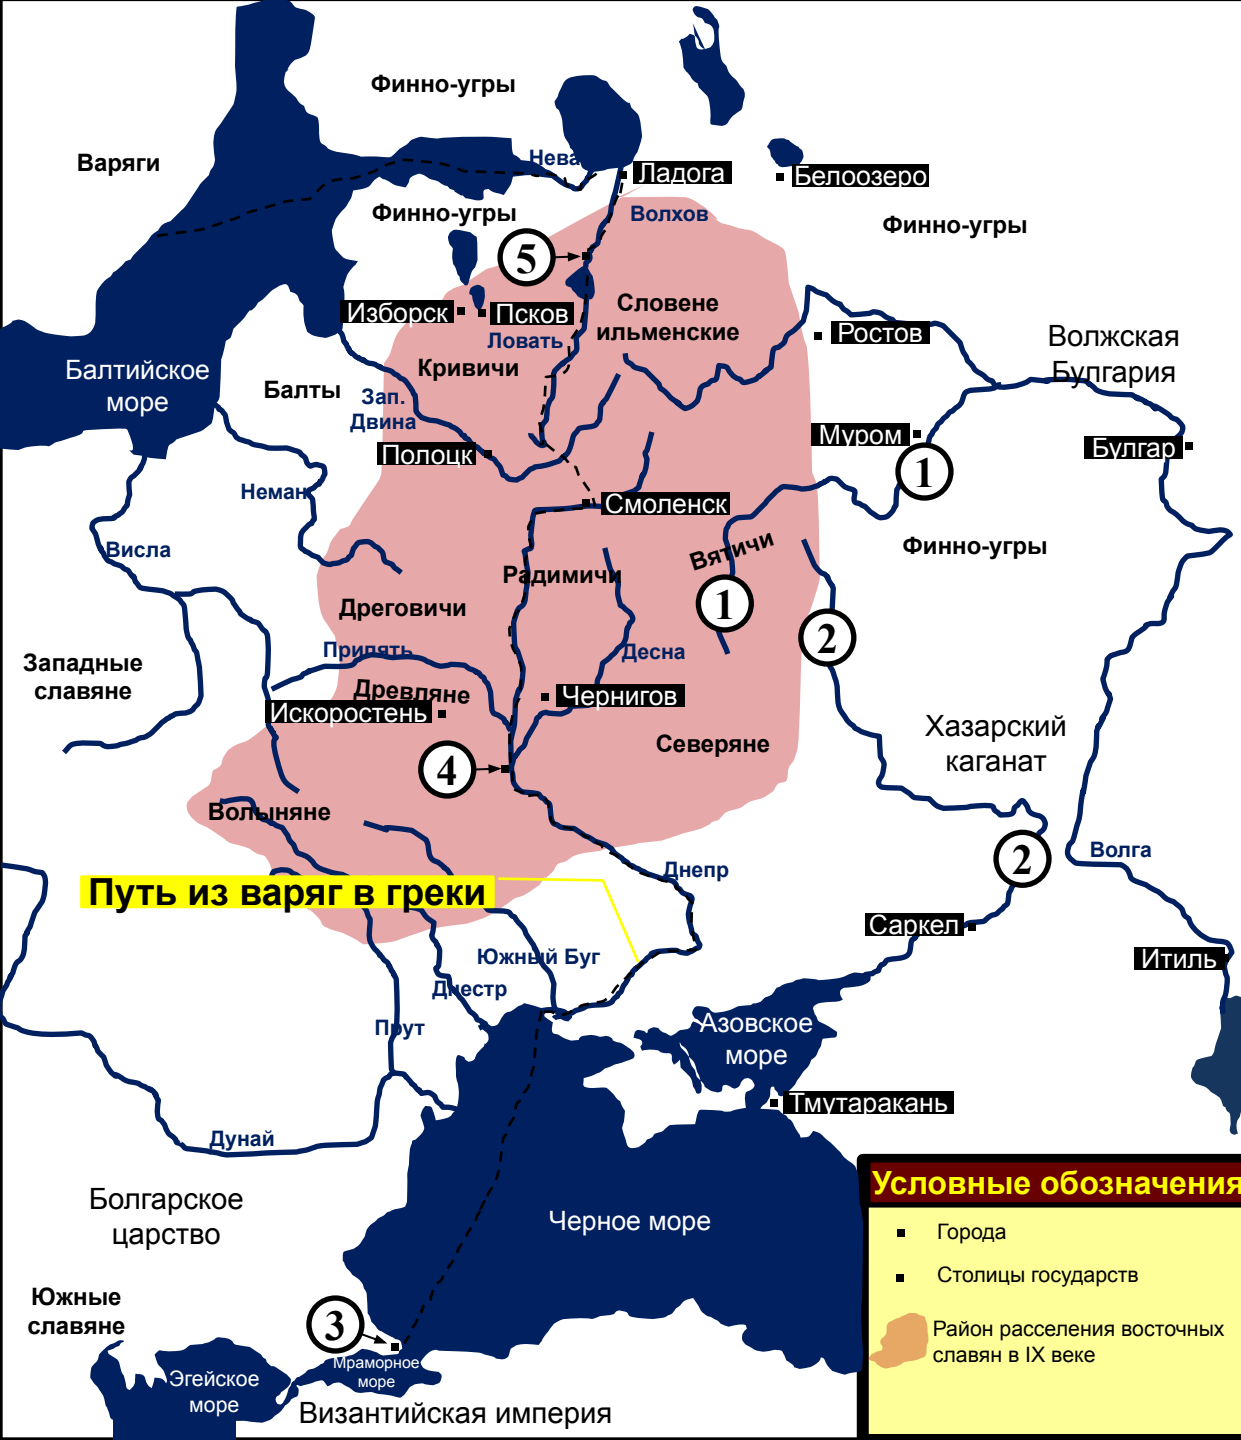 Финно-угры
Варяги
Нева
Ладога
Белоозеро
Финно-угры
Волхов
Финно-угры
5
Изборск
Псков
Словене
ильменские
Ростов
Волжская
Булгария
Ловать
Кривичи
Балтийское
море
Балты
Зап.
Двина
Полоцк
Муром
Булгар
1
Неман
Смоленск
Висла
Вятичи
Финно-угры
Радимичи
Дреговичи
1
2
Западные
славяне
Припять
Десна
Древляне
Искоростень
Чернигов
Северяне
Хазарский
каганат
4
Волыняне
2
Волга
Днепр
Путь из варяг в греки
Саркел
Итиль
Южный Буг
Днестр
Прут
Азовское
море
Тмутаракань
Дунай
Болгарское
царство
Черное море
Южные
славяне
3
Мраморное
море
Эгейское
море
Византийская империя
Условные обозначения
Города
Столицы государств
Район расселения восточных
славян в IX веке